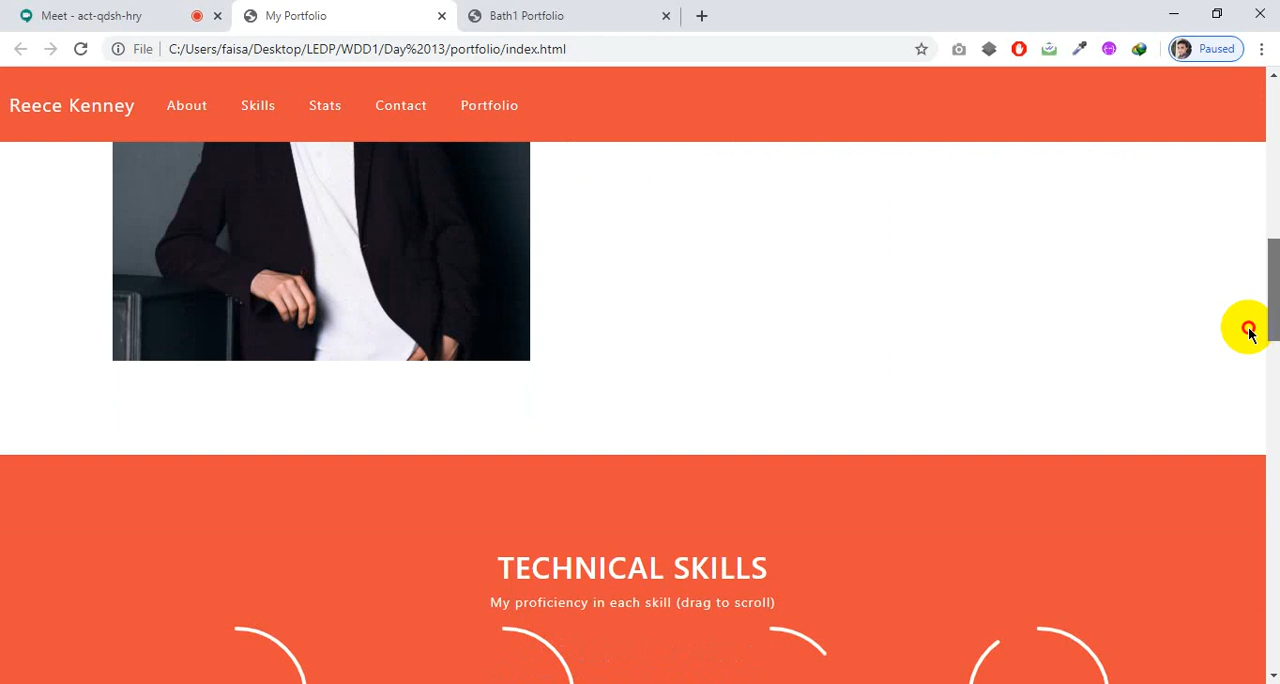 Meet - act-qdsh-hry
My Portfolio
Bath1 Portfolio
File
C:/Users/faisa/Desktop/LEDP/WDD1/Day%2013/portfolio/index.html
Paused
Reece Kenney
About
Skills
Stats
Contact
Portfolio
TECHNICAL SKILLS
My proficiency in each skill (drag to scroll)